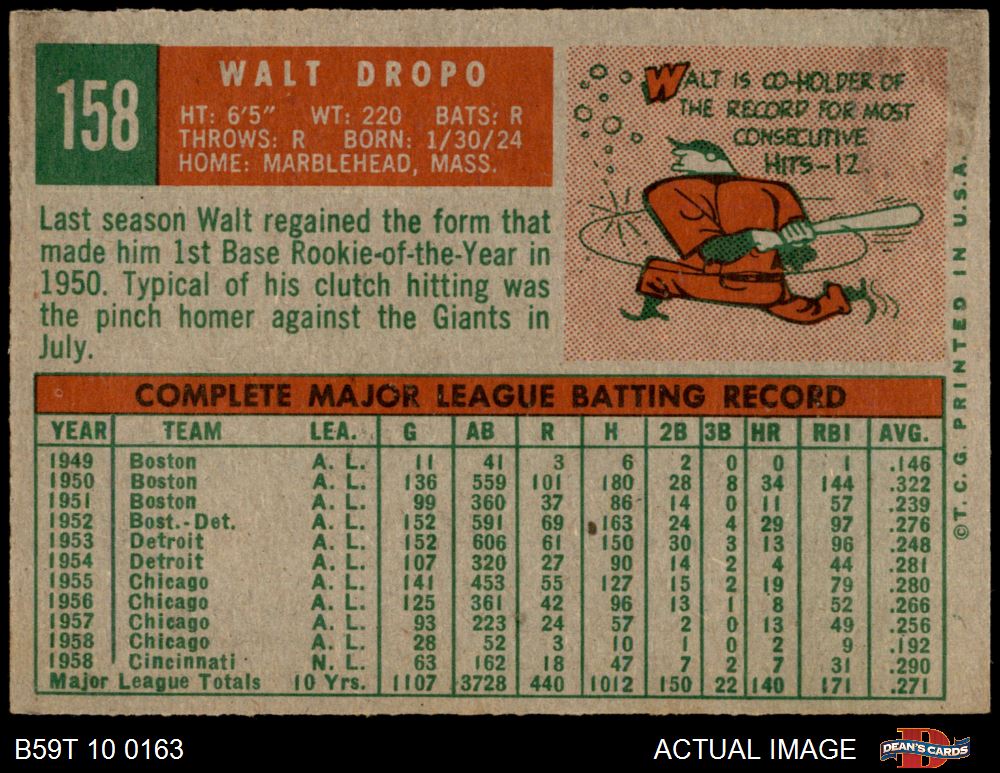 158
WALT DROPO
HT: 6'5" WT: 220 BATS: R
THROWS: R BORN: 1/30/24
HOME: MARBLEHEAD, MASS.
WALT IS CO-HOLDER OF
THE RECORD FOR MOST
CONSECUTIVE
HITS-12.
Last season Walt regained the form that
made him 1st Base Rookie-of-the-Year in
1950. Typical of his clutch hitting was
the pinch homer against the Giants in
July.
COMPLETE MAJOR LEAGUE BATTING RECORD
YEAR TEAM LEA. G AB R H 2B 3B HR RBI AVG.
1949 Boston A. L. 11 41 3 6 2 0 0 1 .146
1950 Boston A. L. 136 559 101 180 28 8 34 144 .322
1951 Boston A. L. 99 360 37 86 14 0 11 57 .239
1952 Bost.-Det. A. L. 152 591 69 163 24 4 29 97 .276
1953 Detroit A. L. 152 606 61 150 30 3 13 96 .248
1954 Detroit A. L. 107 320 27 90 14 2 4 44 .281
1955 Chicago A. L. 141 453 55 127 15 2 19 79 .280
1956 Chicago A. L. 125 361 42 96 13 1 8 52 .266
1957 Chicago A. L. 93 223 24 57 2 0 13 49 .256
1958 Chicago A. L. 28 52 3 10 1 0 2 9 .192
1958 Cincinnati N. L. 63 162 18 47 7 2 7 31 .290
Major League Totals 10 Yrs. 1107 3728 440 1012 150 22 140 171 .271
©T.C.G. PRINTED IN U.S.A.
B59T 10 0163
ACTUAL IMAGE
DEAN'S CARDS